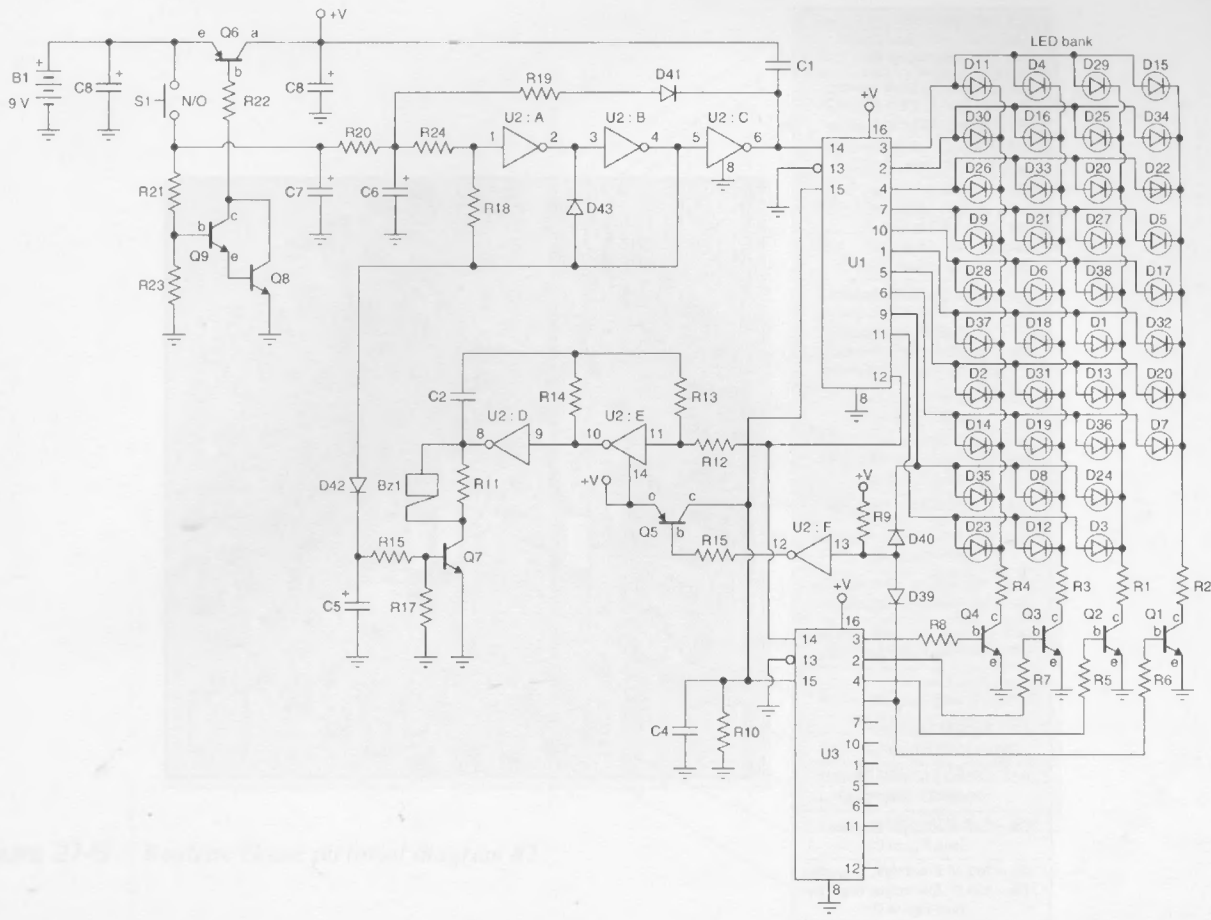 Q6
e
a
b
+V
B1
9 V
C8
S1
N/O
R22
C8
R19
D41
C1
LED bank
D11
D4
D29
D15
+V
16
R20
R24
U2 : A
1
2
U2 : B
3
4
U2 : C
5
6
8
14
13
15
3
2
4
7
10
1
5
6
9
11
12
U1
8
D30
D16
D25
D34
D26
D33
D20
D22
D9
D21
D27
D5
D28
D6
D38
D17
D37
D18
D1
D32
D2
D31
D13
D20
D14
D19
D36
D7
D35
D8
D24
D23
D12
D3
R21
C7
C6
R18
D43
b
c
Q9
e
Q8
R23
C2
R14
R13
U2 : D
8
9
U2 : E
10
11
14
R12
D42
Bz1
R11
+V
c
Q5
b
R15
U2 : F
12
13
+V
R9
D40
D39
R15
Q7
R17
C5
R4
R3
R1
R2
Q4
c
b
e
Q3
c
b
e
Q2
c
b
e
Q1
c
b
e
+V
16
14
13
15
3
2
4
7
10
1
5
6
11
12
U3
8
R8
R7
R5
R6
C4
R10